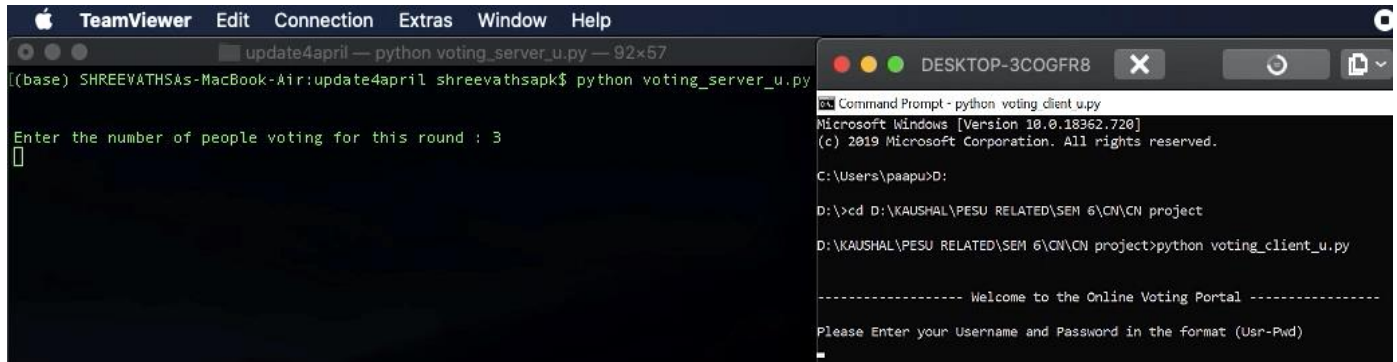 TeamViewer Edit Connection Extras Window Help
update4april — python voting_server_u.py — 92×57
[(base) SHREEVATHSAs-MacBook-Air:update4april shreevathsapk$ python voting_server_u.py
Enter the number of people voting for this round : 3
DESKTOP-3COGFR8
Command Prompt - python voting_client_u.py
Microsoft Windows [Version 10.0.18362.720]
(c) 2019 Microsoft Corporation. All rights reserved.
C:\Users\paapu>D:
D:\>cd D:\KAUSHAL\PESU RELATED\SEM 6\CN\CN project
D:\KAUSHAL\PESU RELATED\SEM 6\CN\CN project>python voting_client_u.py
------------------- Welcome to the Online Voting Portal -----------------
Please Enter your Username and Password in the format (Usr-Pwd)